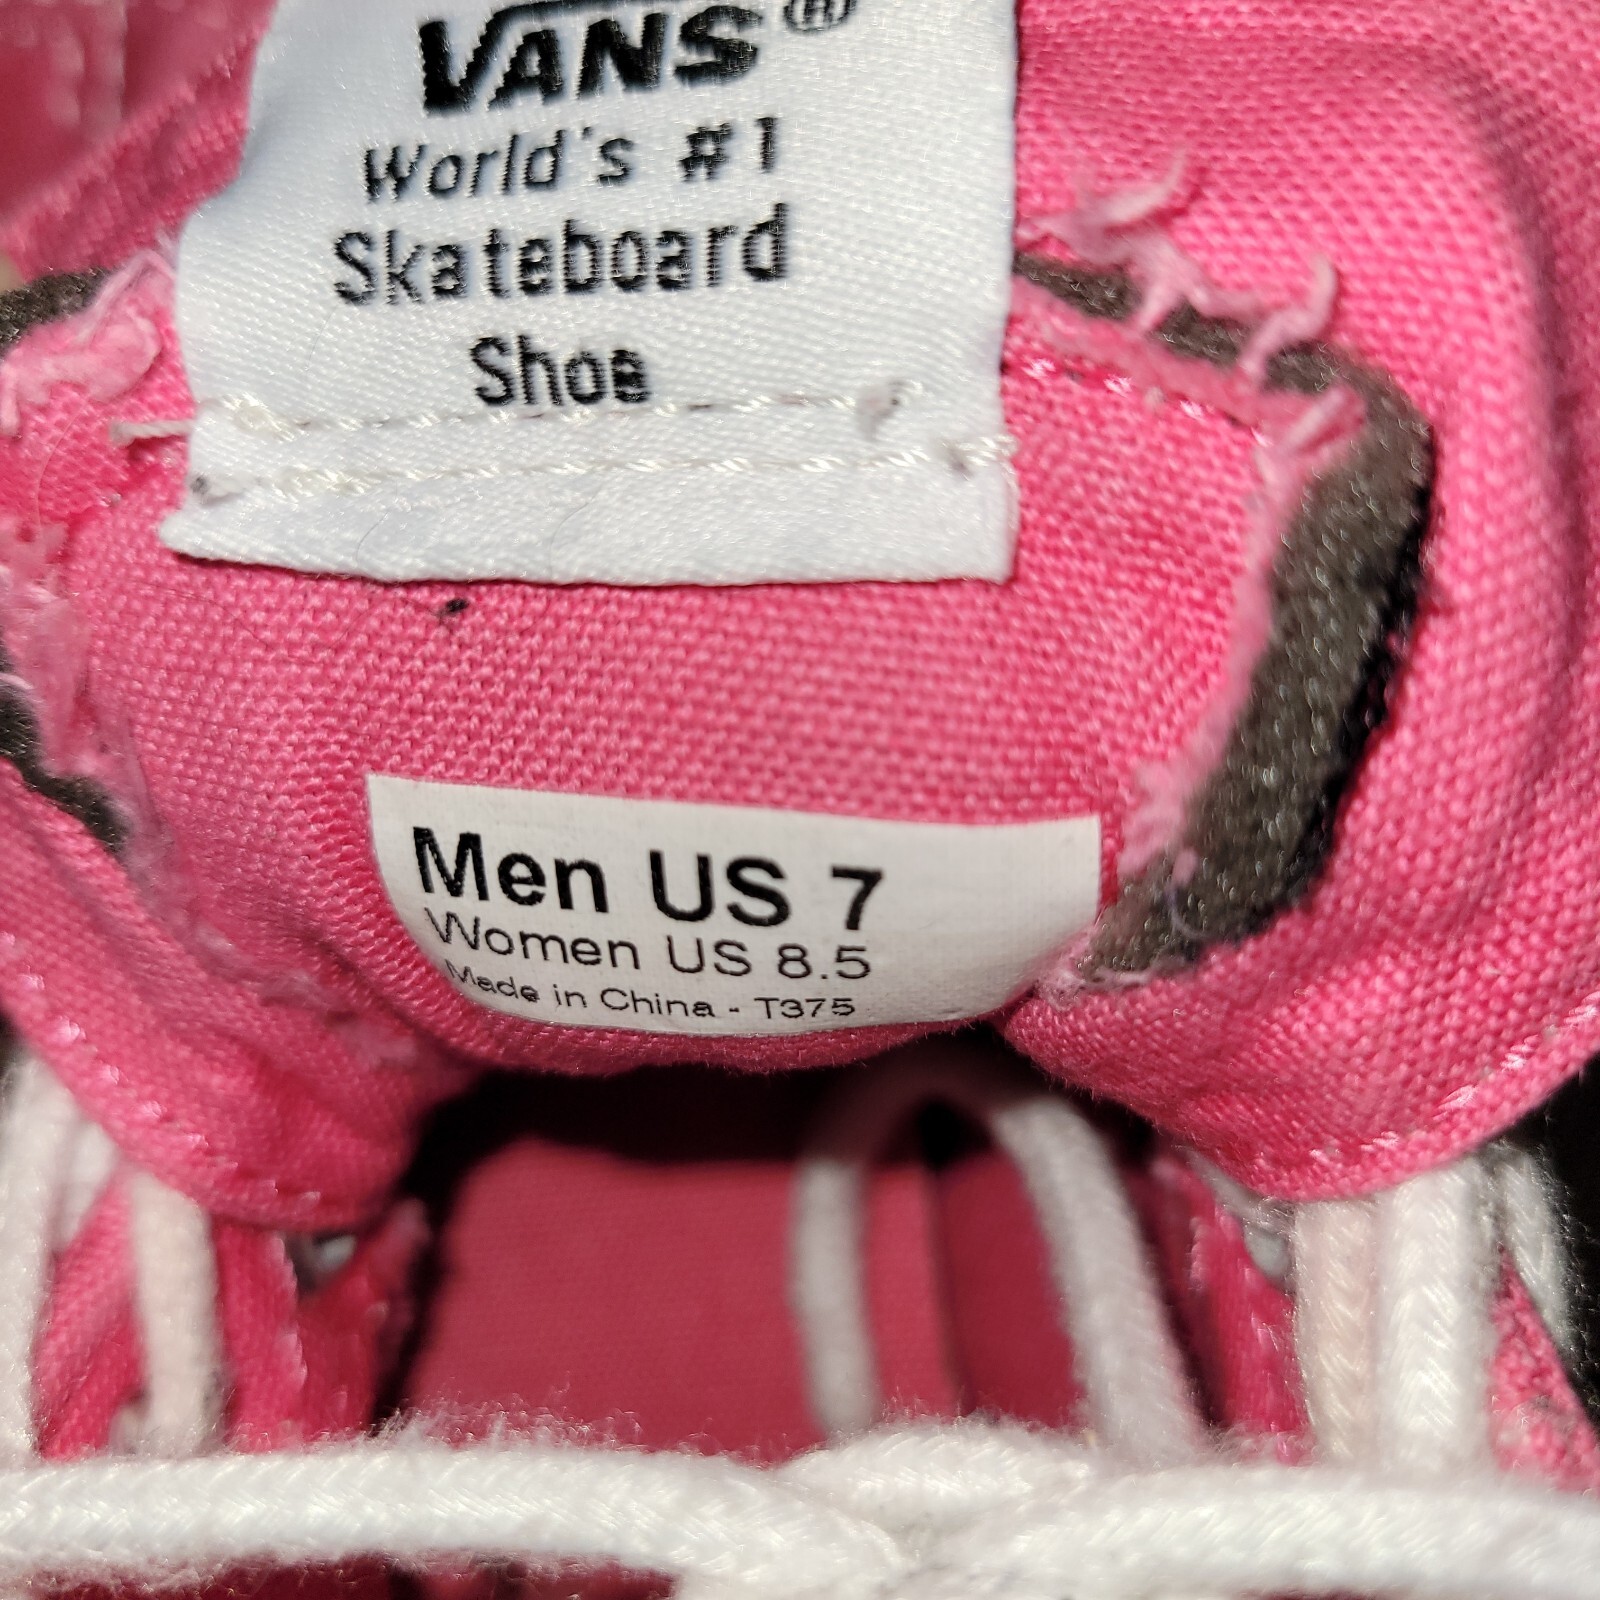 VANS®
World's #1
Skateboard
Shoe
Men US 7
Women US 8.5
Made in China - T375